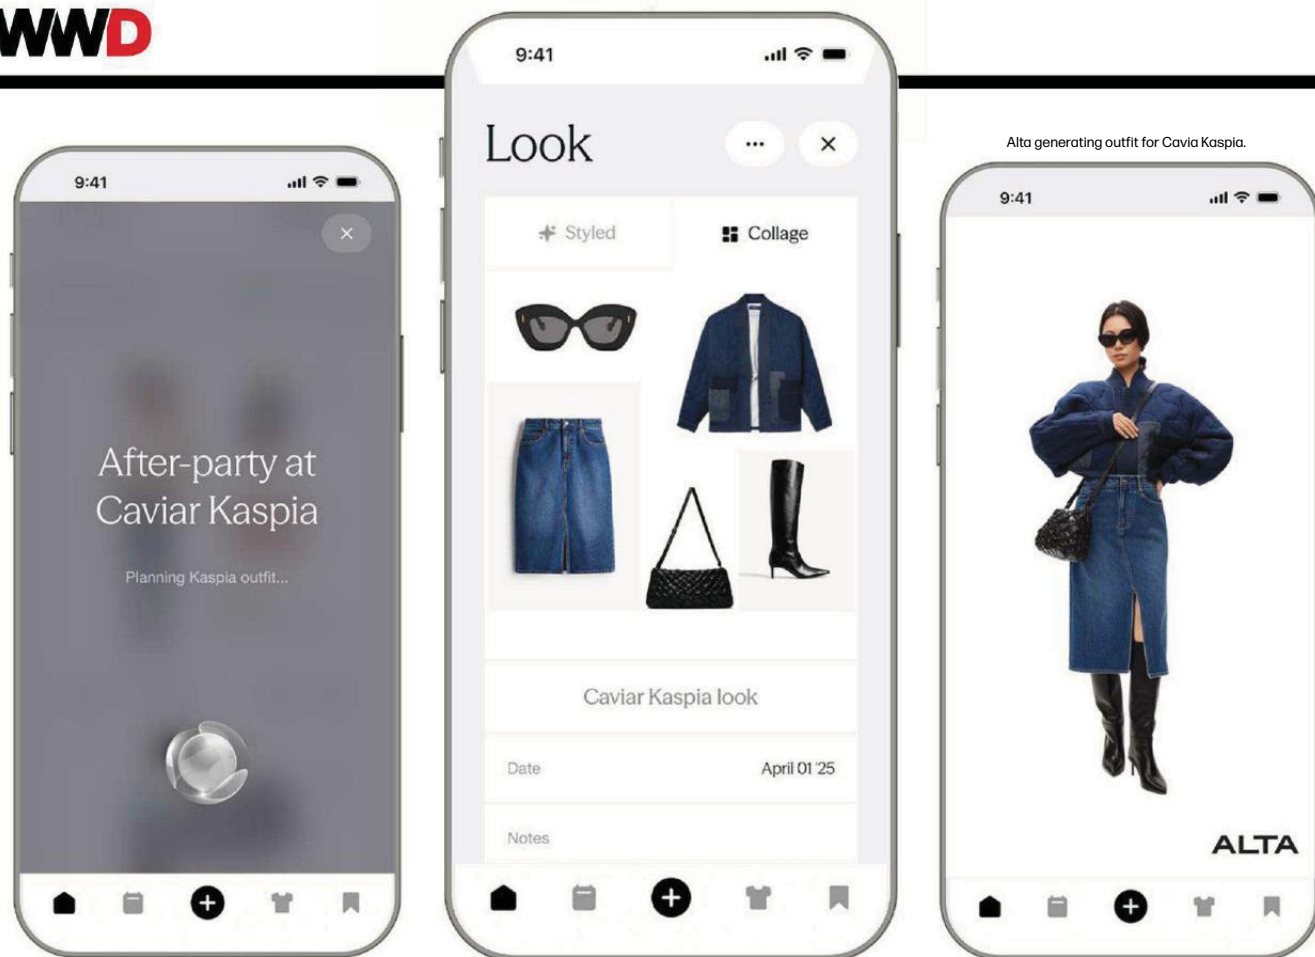 WWD
9:41
After-party at
Caviar Kaspia
Planning Kaspia outfit...
9:41
Look
Styled
Collage
Caviar Kaspia look
Date
April 01 '25
Notes
Alta generating outfit for Cavia Kaspia.
9:41
ALTA